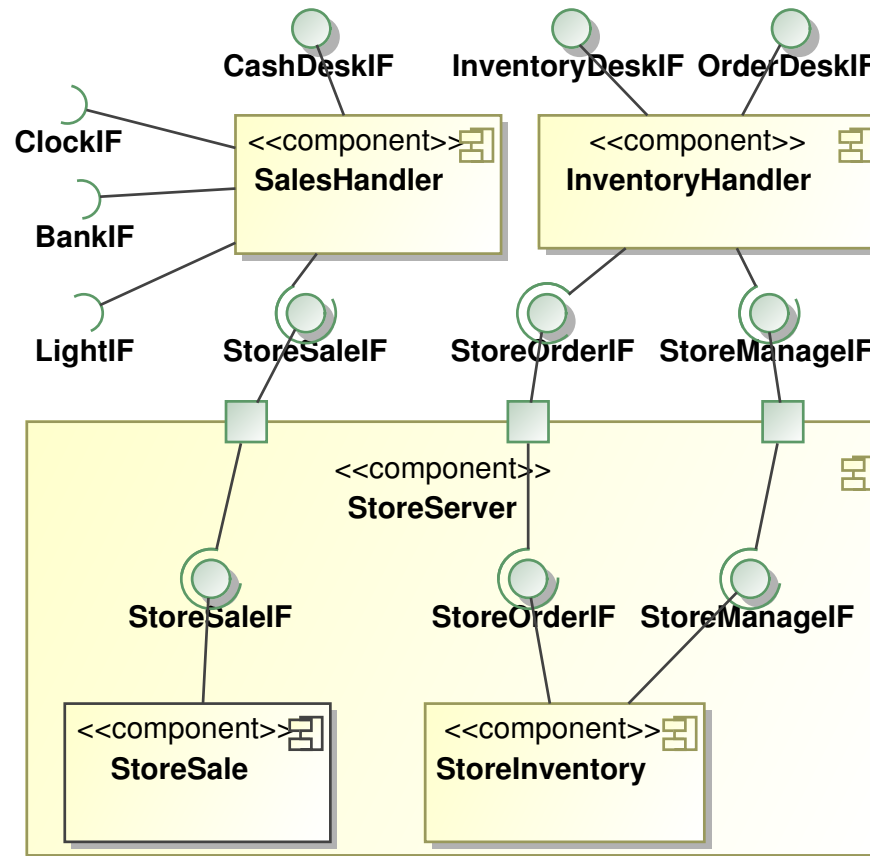 CashDeskIF
InventoryDeskIF
OrderDeskIF
ClockIF
<<component>>
SalesHandler
<<component>>
InventoryHandler
BankIF
LightIF
StoreSaleIF
StoreOrderIF
StoreManageIF
<<component>>
StoreServer
StoreSaleIF
StoreOrderIF
StoreManageIF
<<component>>
StoreSale
<<component>>
StoreInventory